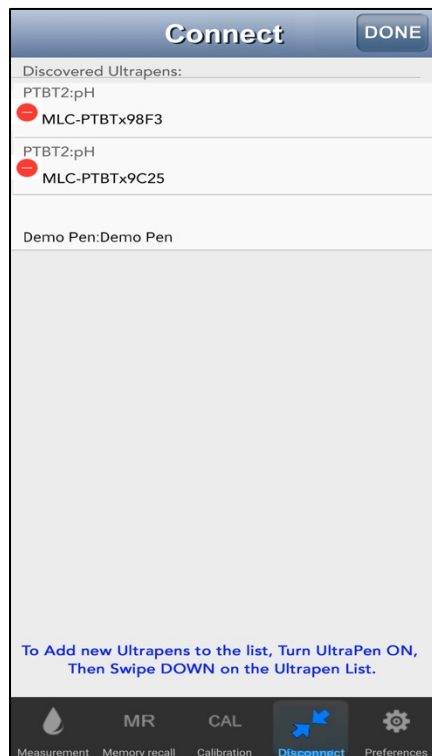 Connect
DONE
Discovered Ultrapens:
PTBT2:pH
MLC-PTBTx98F3
PTBT2:pH
MLC-PTBTx9C25
Demo Pen:Demo Pen
To Add new Ultrapens to the list, Turn UltraPen ON,
Then Swipe DOWN on the Ultrapen List.
MR CAL
Measurement Memory recall Calibration Disconnect Preferences